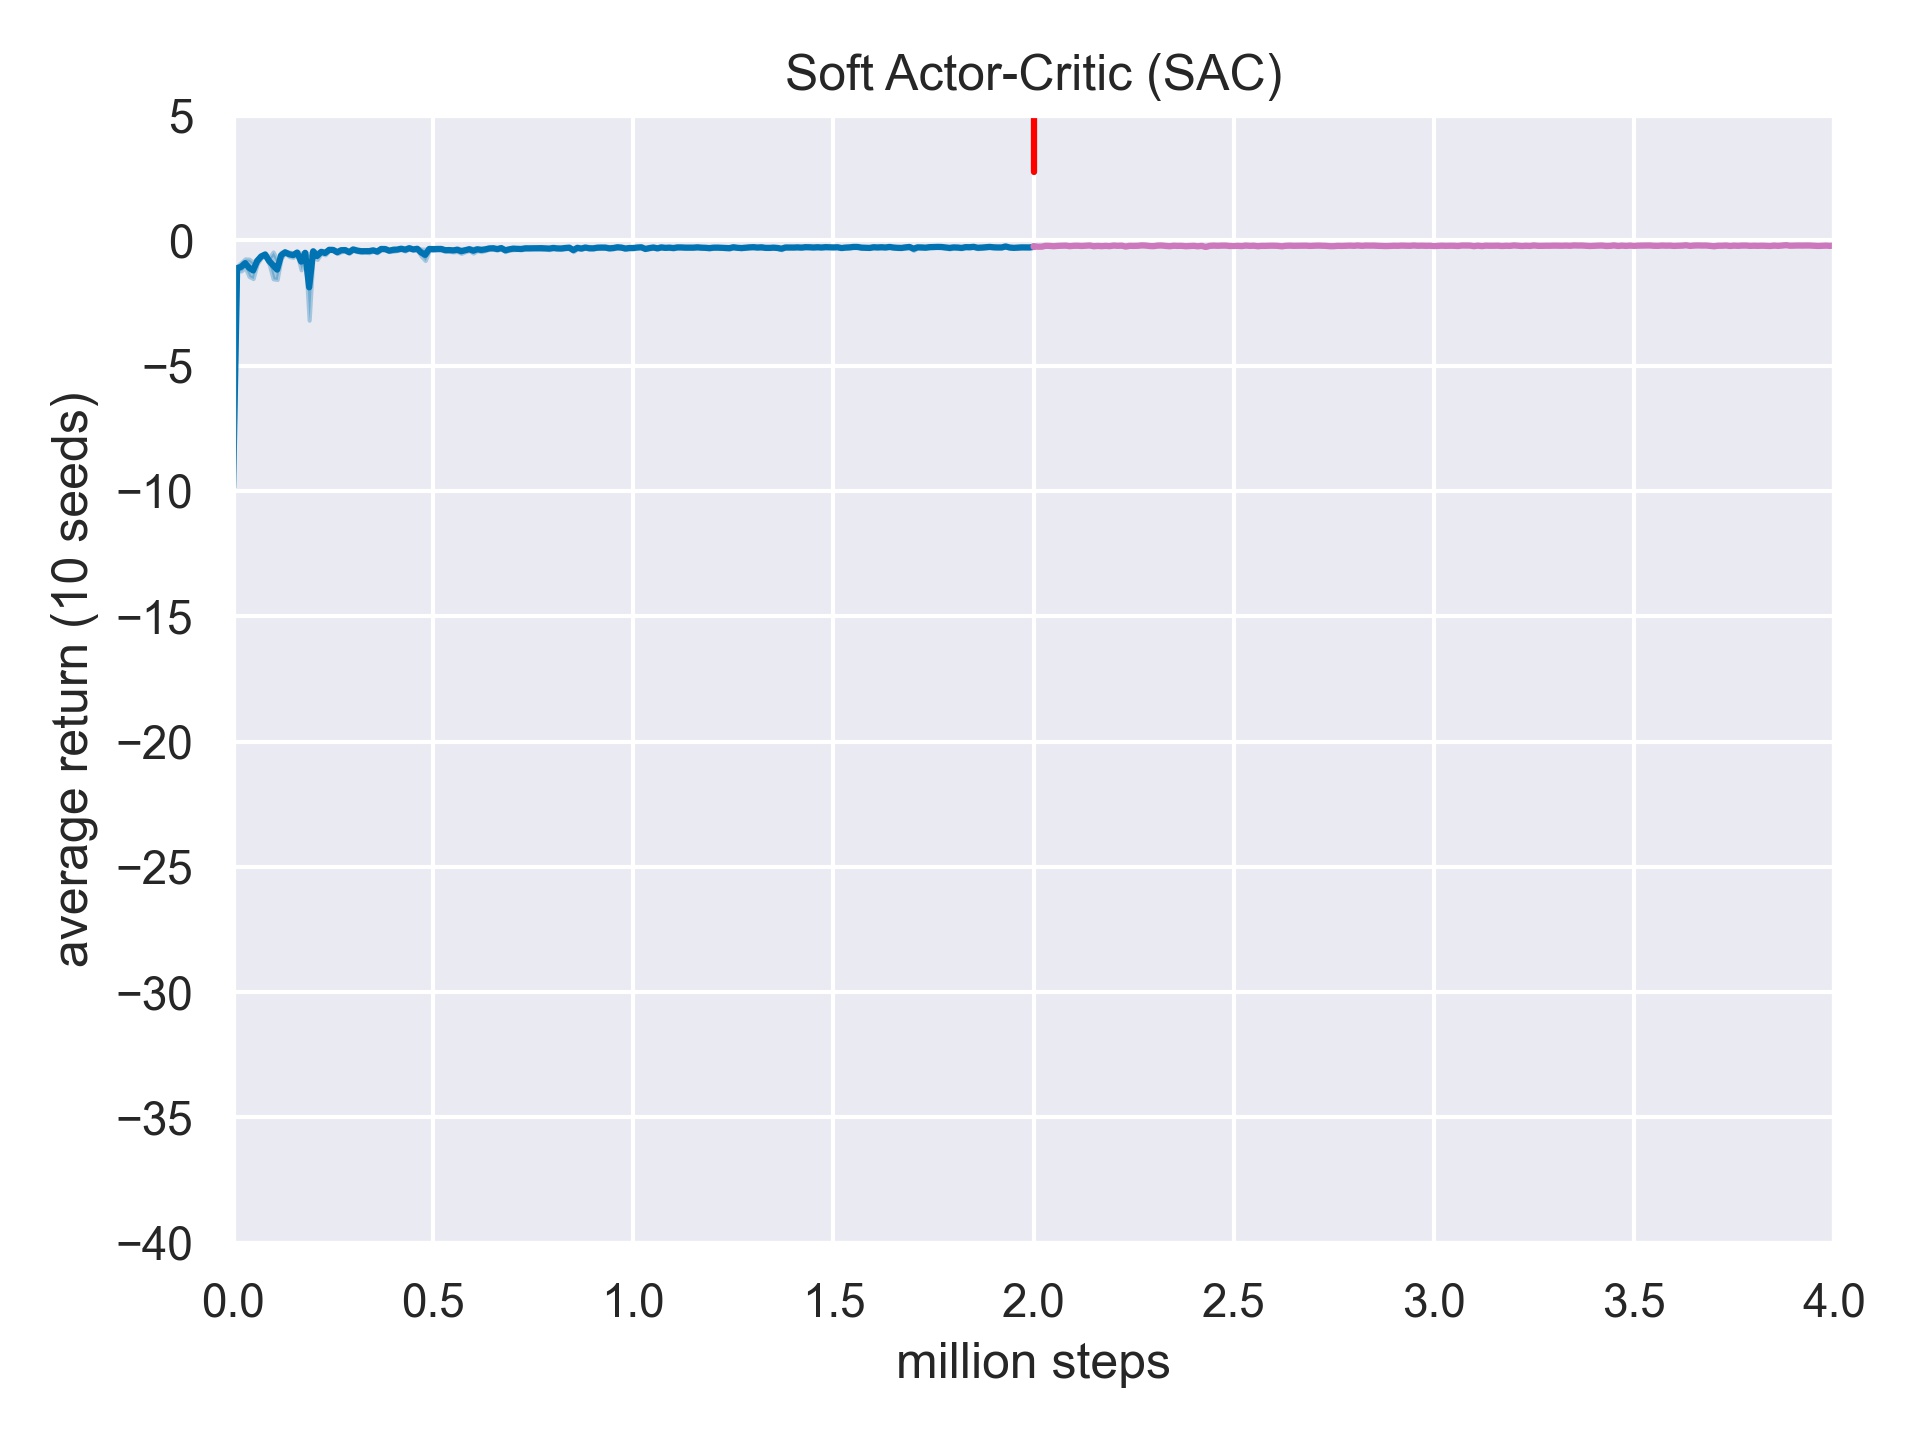 Soft Actor-Critic (SAC)
5
0
−5
−10
−15
−20
−25
−30
−35
−40
average return (10 seeds)
0.0 0.5 1.0 1.5 2.0 2.5 3.0 3.5 4.0
million steps